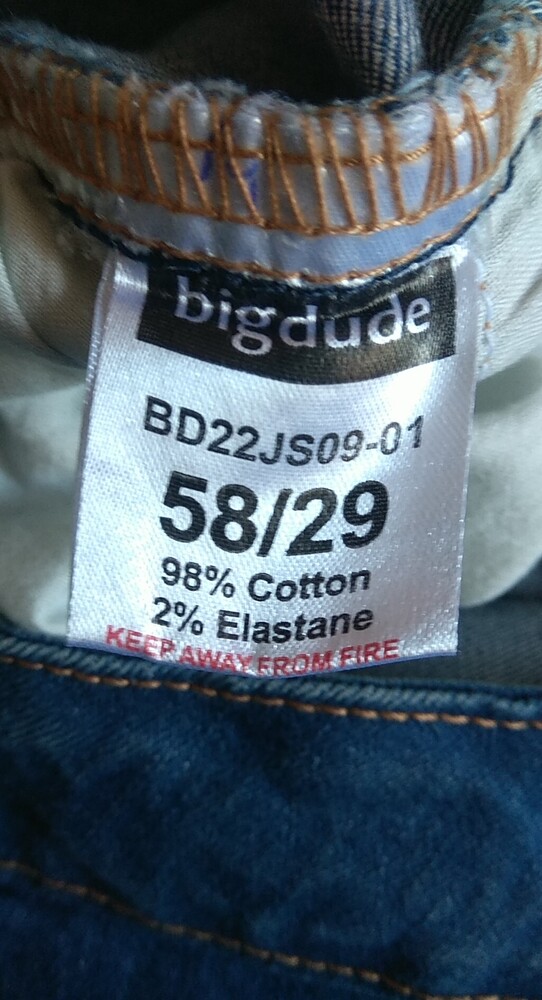 bigdude
BD22JS09-01
58/29
98% Cotton
2% Elastane
KEEP AWAY FROM FIRE